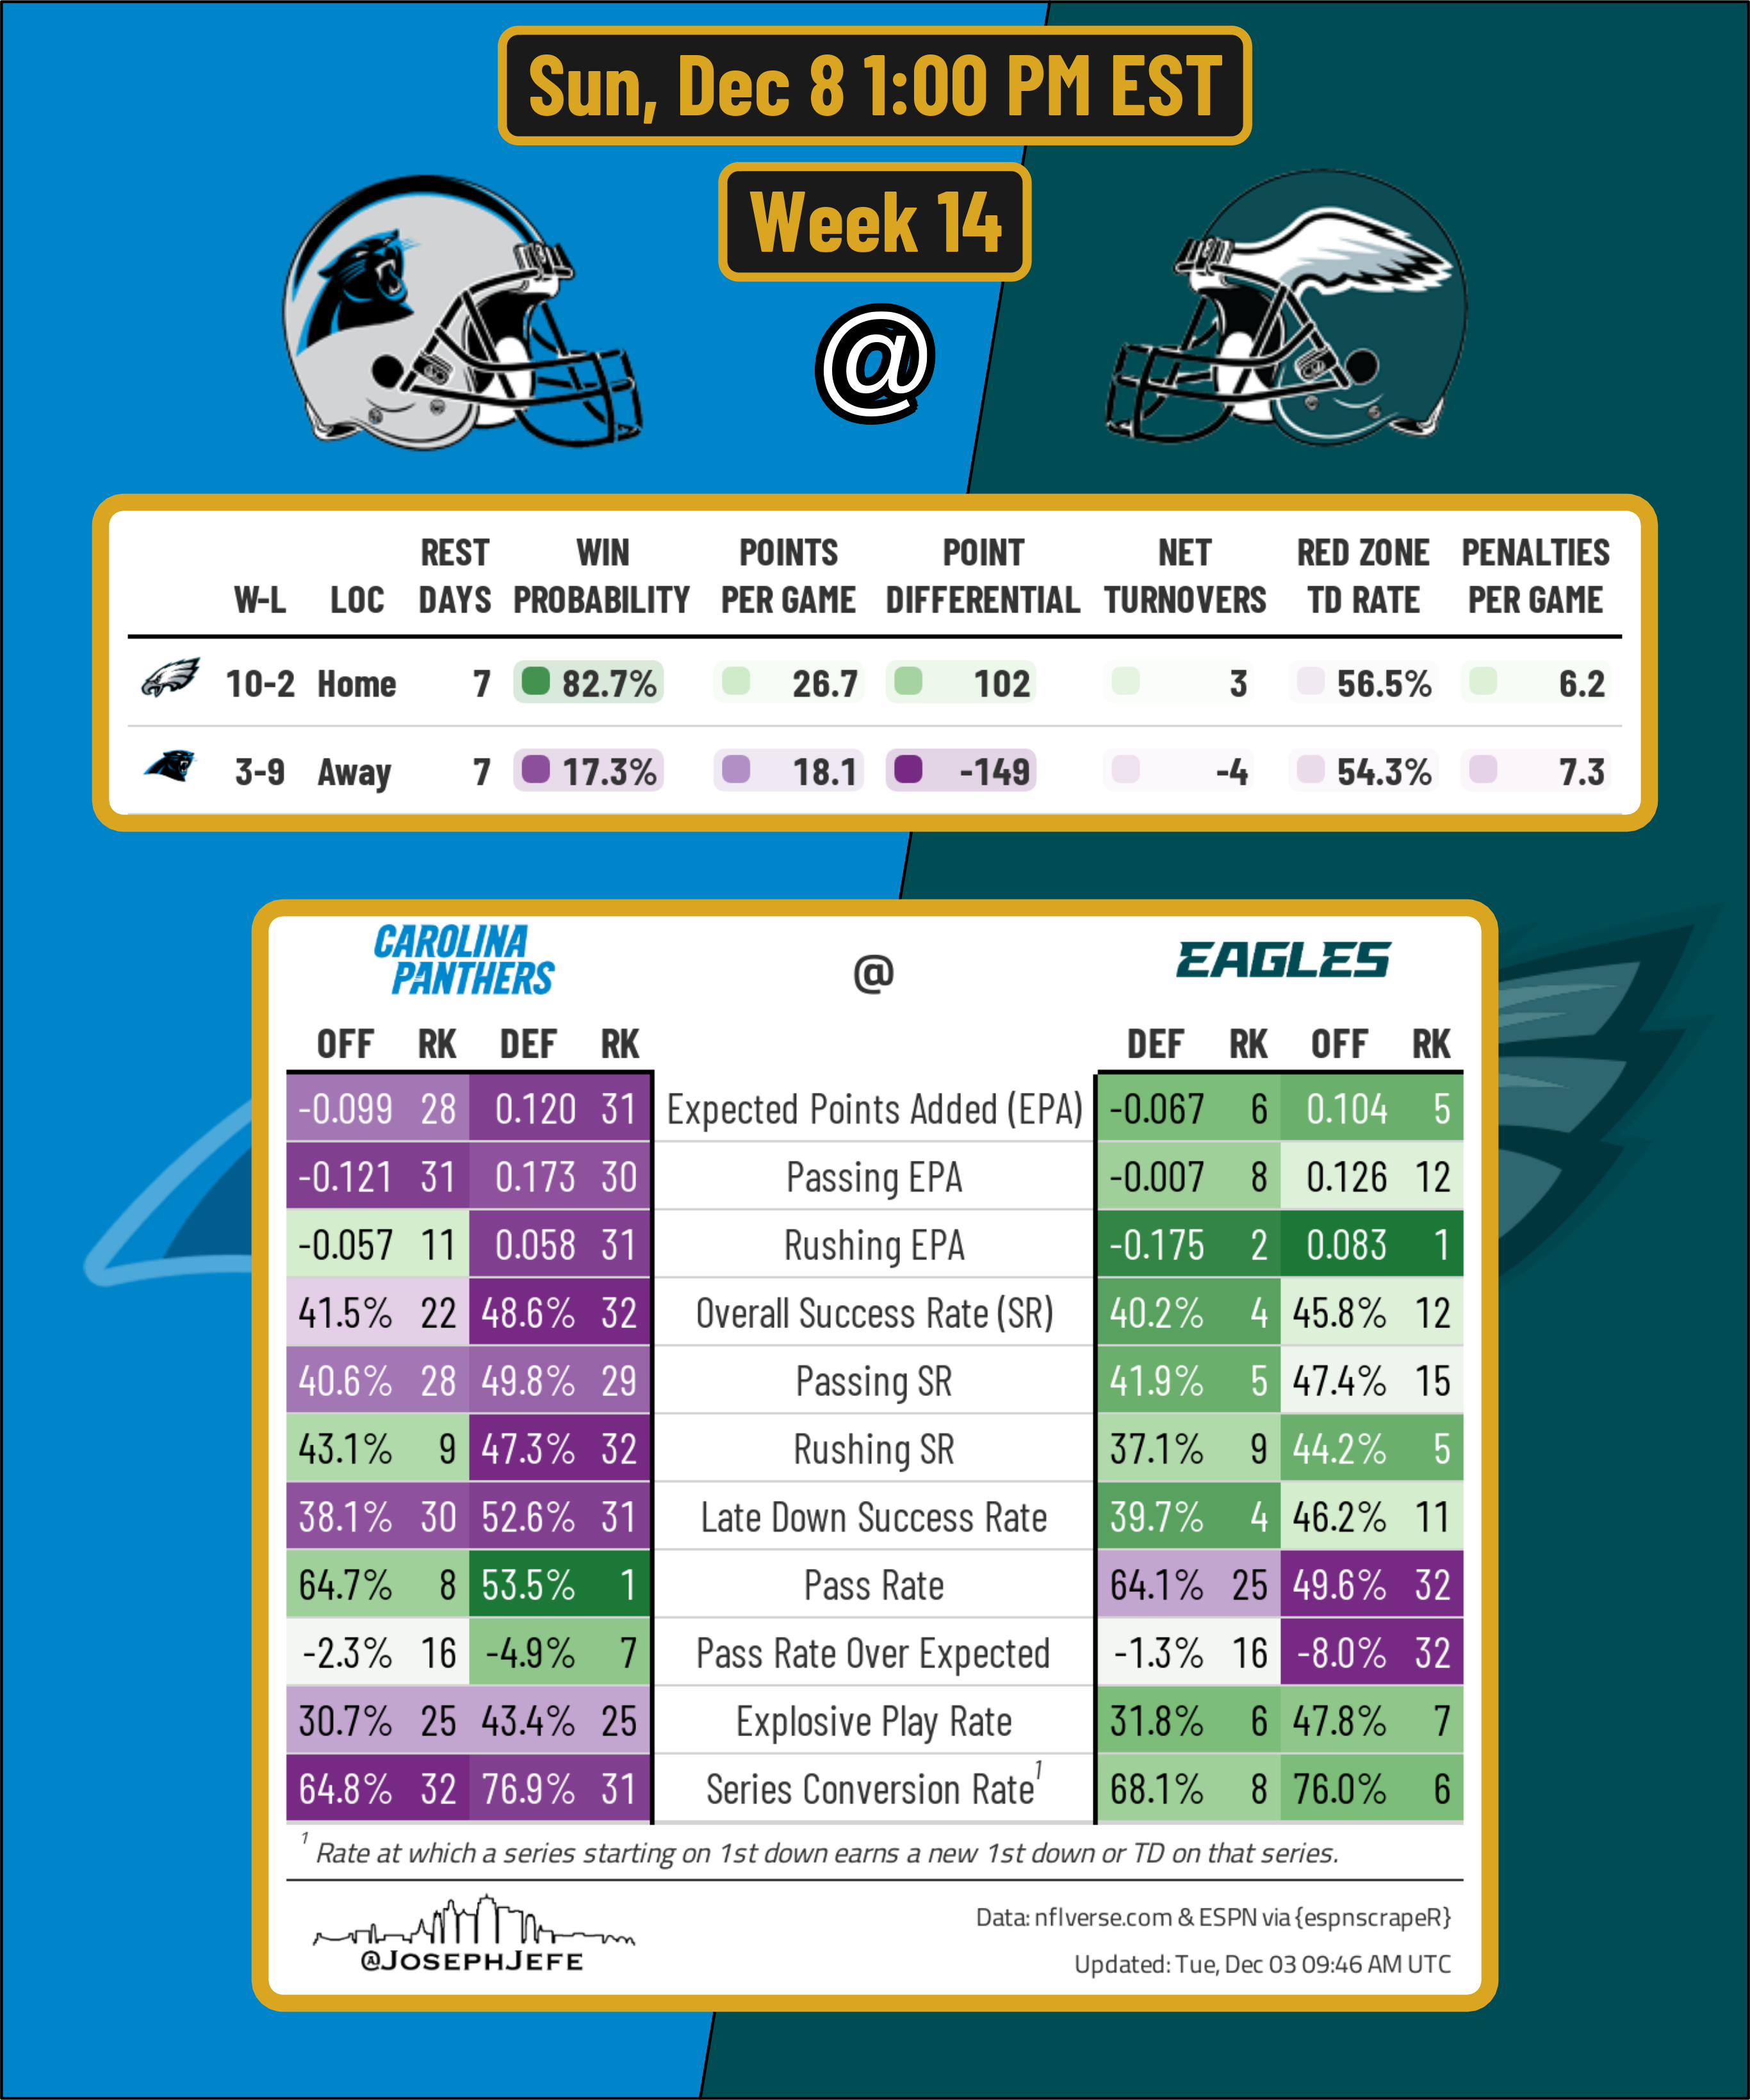 Sun, Dec 8 1:00 PM EST
Week 14
@
W-L LOC REST DAYS WIN PROBABILITY POINTS PER GAME POINT DIFFERENTIAL NET TURNOVERS RED ZONE TD RATE PENALTIES PER GAME
10-2 Home 7 82.7% 26.7 102 3 56.5% 6.2
3-9 Away 7 17.3% 18.1 -149 -4 54.3% 7.3
CAROLINA PANTHERS @ EAGLES
OFF RK DEF RK DEF RK OFF RK
-0.099 28 0.120 31 Expected Points Added (EPA) -0.067 6 0.104 5
-0.121 31 0.173 30 Passing EPA -0.007 8 0.126 12
-0.057 11 0.058 31 Rushing EPA -0.175 2 0.083 1
41.5% 22 48.6% 32 Overall Success Rate (SR) 40.2% 4 45.8% 12
40.6% 28 49.8% 29 Passing SR 41.9% 5 47.4% 15
43.1% 9 47.3% 32 Rushing SR 37.1% 9 44.2% 5
38.1% 30 52.6% 31 Late Down Success Rate 39.7% 4 46.2% 11
64.7% 8 53.5% 1 Pass Rate 64.1% 25 49.6% 32
-2.3% 16 -4.9% 7 Pass Rate Over Expected -1.3% 16 -8.0% 32
30.7% 25 43.4% 25 Explosive Play Rate 31.8% 6 47.8% 7
64.8% 32 76.9% 31 Series Conversion Rate1 68.1% 8 76.0% 6
1 Rate at which a series starting on 1st down earns a new 1st down or TD on that series.
@JOSEPHJEFE
Data: nflverse.com & ESPN via {espnscrapeR}
Updated: Tue, Dec 03 09:46 AM UTC